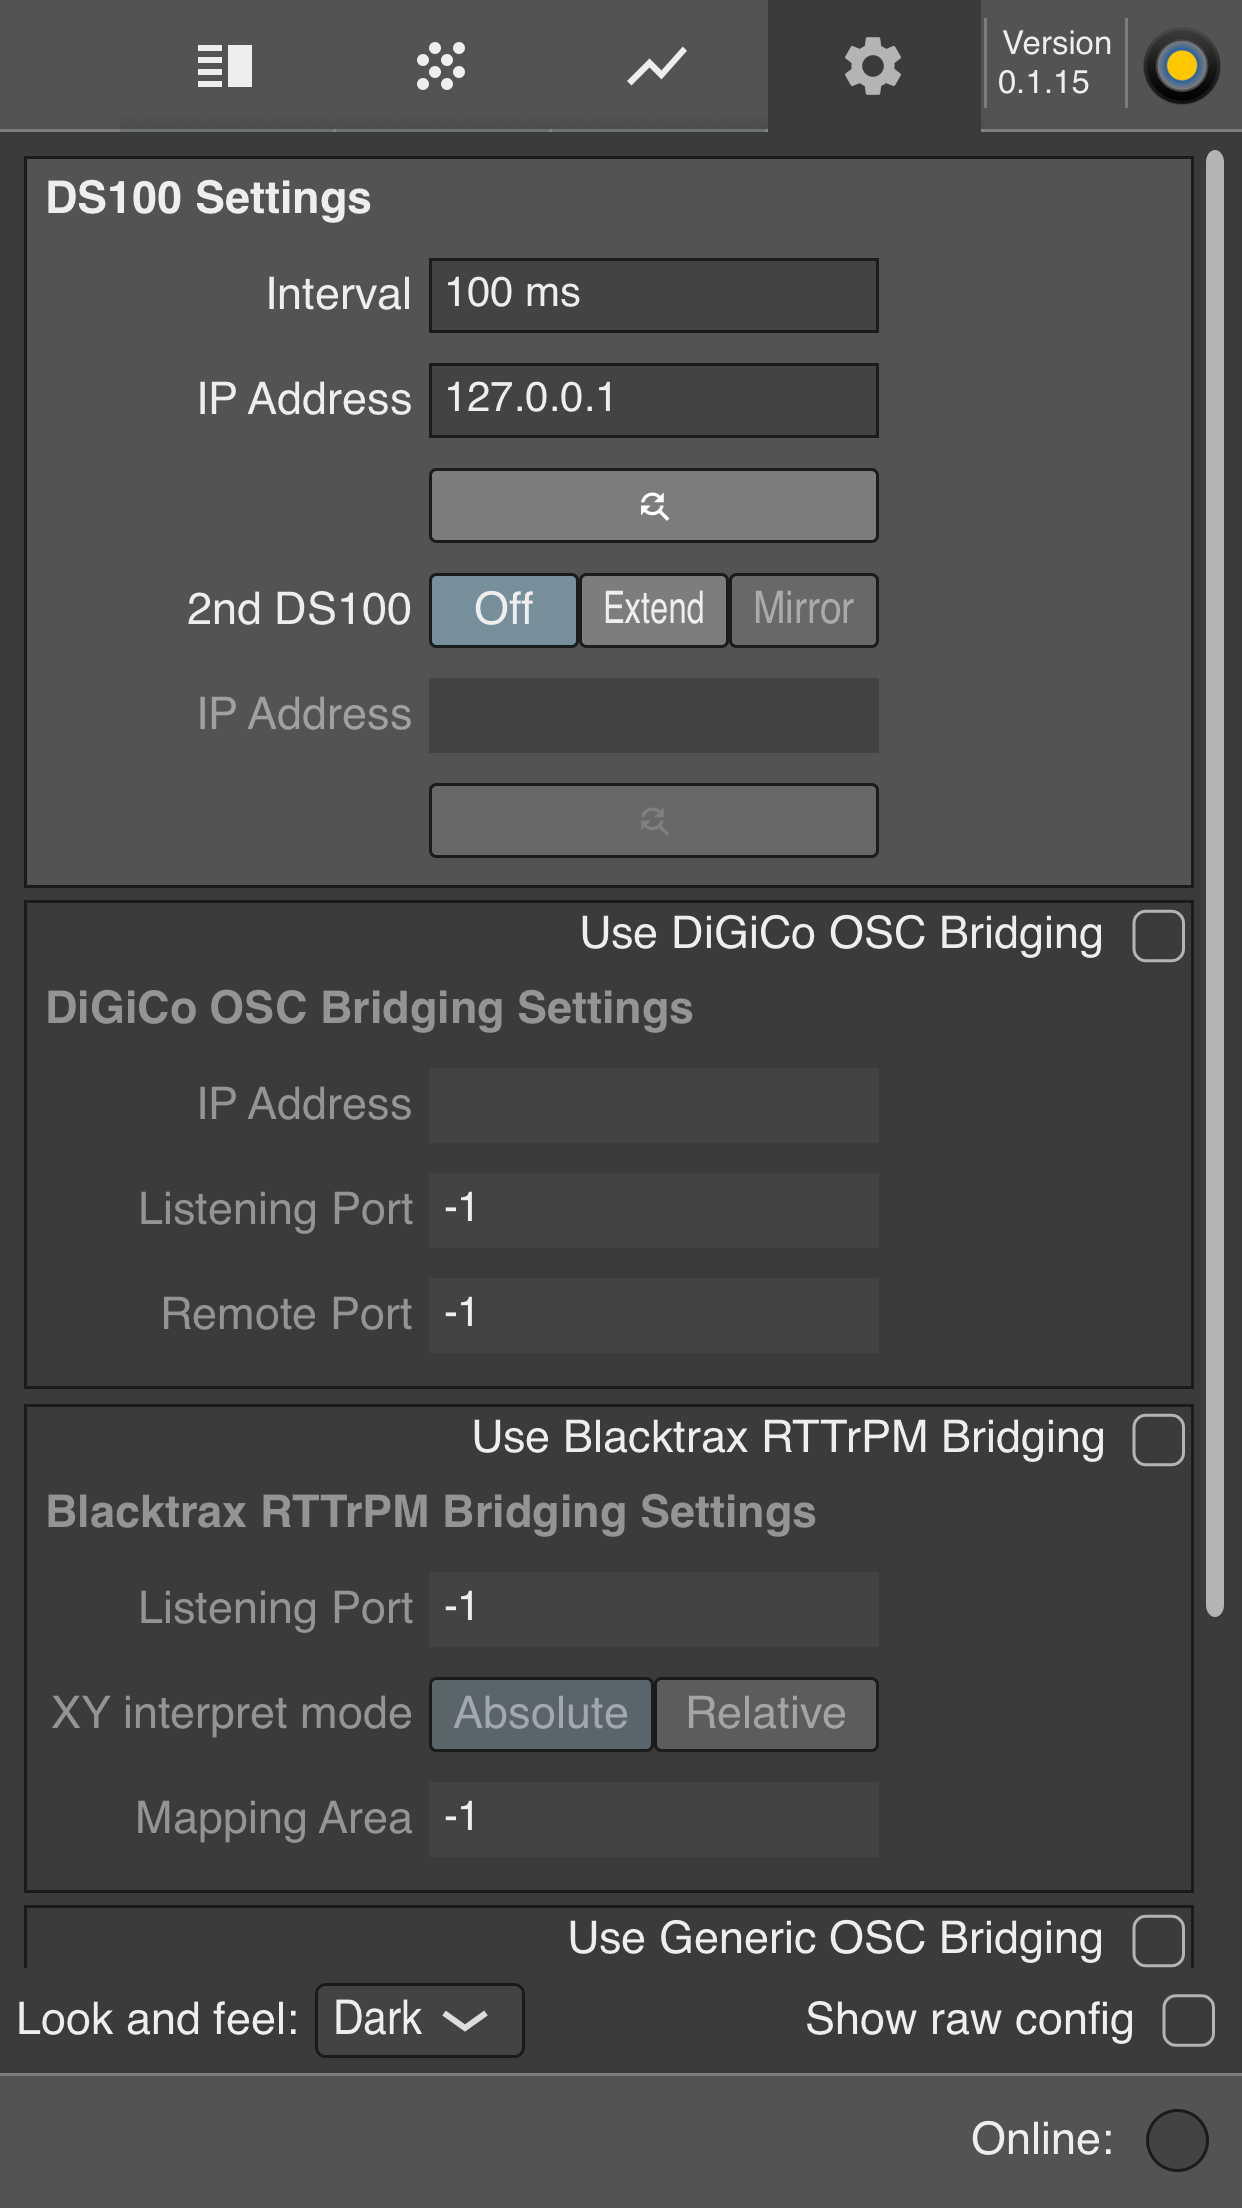 Version
0.1.15
DS100 Settings
Interval 100 ms
IP Address 127.0.0.1
2nd DS100 Off Extend Mirror
IP Address
Use DiGiCo OSC Bridging
DiGiCo OSC Bridging Settings
IP Address
Listening Port -1
Remote Port -1
Use Blacktrax RTTrPM Bridging
Blacktrax RTTrPM Bridging Settings
Listening Port -1
XY interpret mode Absolute Relative
Mapping Area -1
Use Generic OSC Bridging
Look and feel: Dark Show raw config
Online: